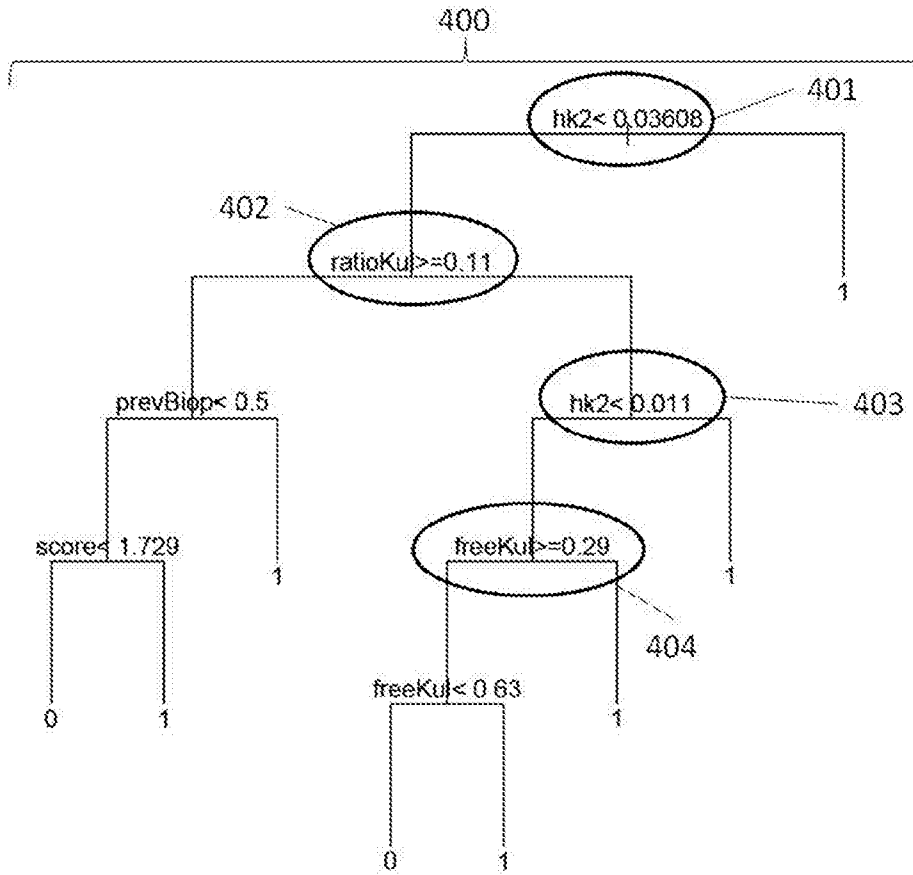 400
hk2< 0.03608
401
402
ratioKul>=0.11
1
prevBiop< 0.5
hk2< 0.011
403
score< 1.729
1
freeKul>=0.29
1
404
0
1
freeKul< 0.63
1
0
1